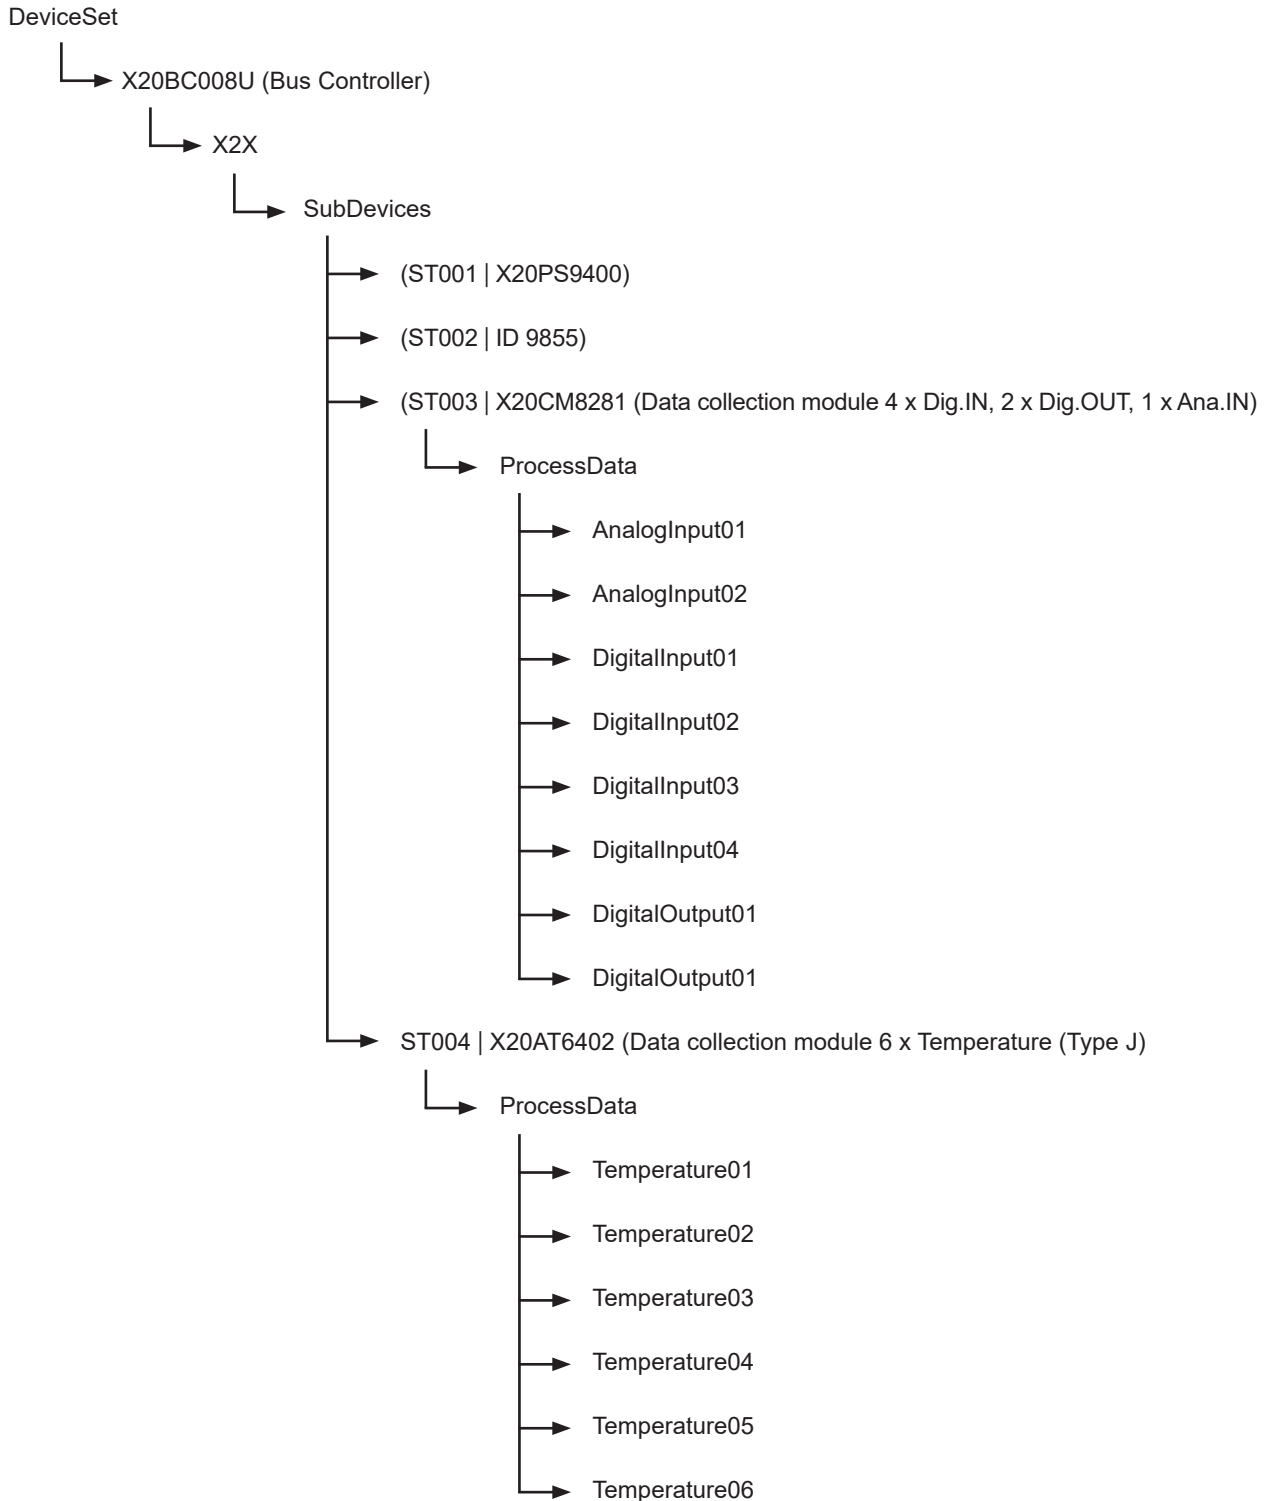 DeviceSet
X20BC008U (Bus Controller)
X2X
SubDevices
(ST001 | X20PS9400)
(ST002 | ID 9855)
(ST003 | X20CM8281 (Data collection module 4 x Dig.IN, 2 x Dig.OUT, 1 x Ana.IN)
ProcessData
AnalogInput01
AnalogInput02
DigitalInput01
DigitalInput02
DigitalInput03
DigitalInput04
DigitalOutput01
DigitalOutput01
ST004 | X20AT6402 (Data collection module 6 x Temperature (Type J)
ProcessData
Temperature01
Temperature02
Temperature03
Temperature04
Temperature05
Temperature06